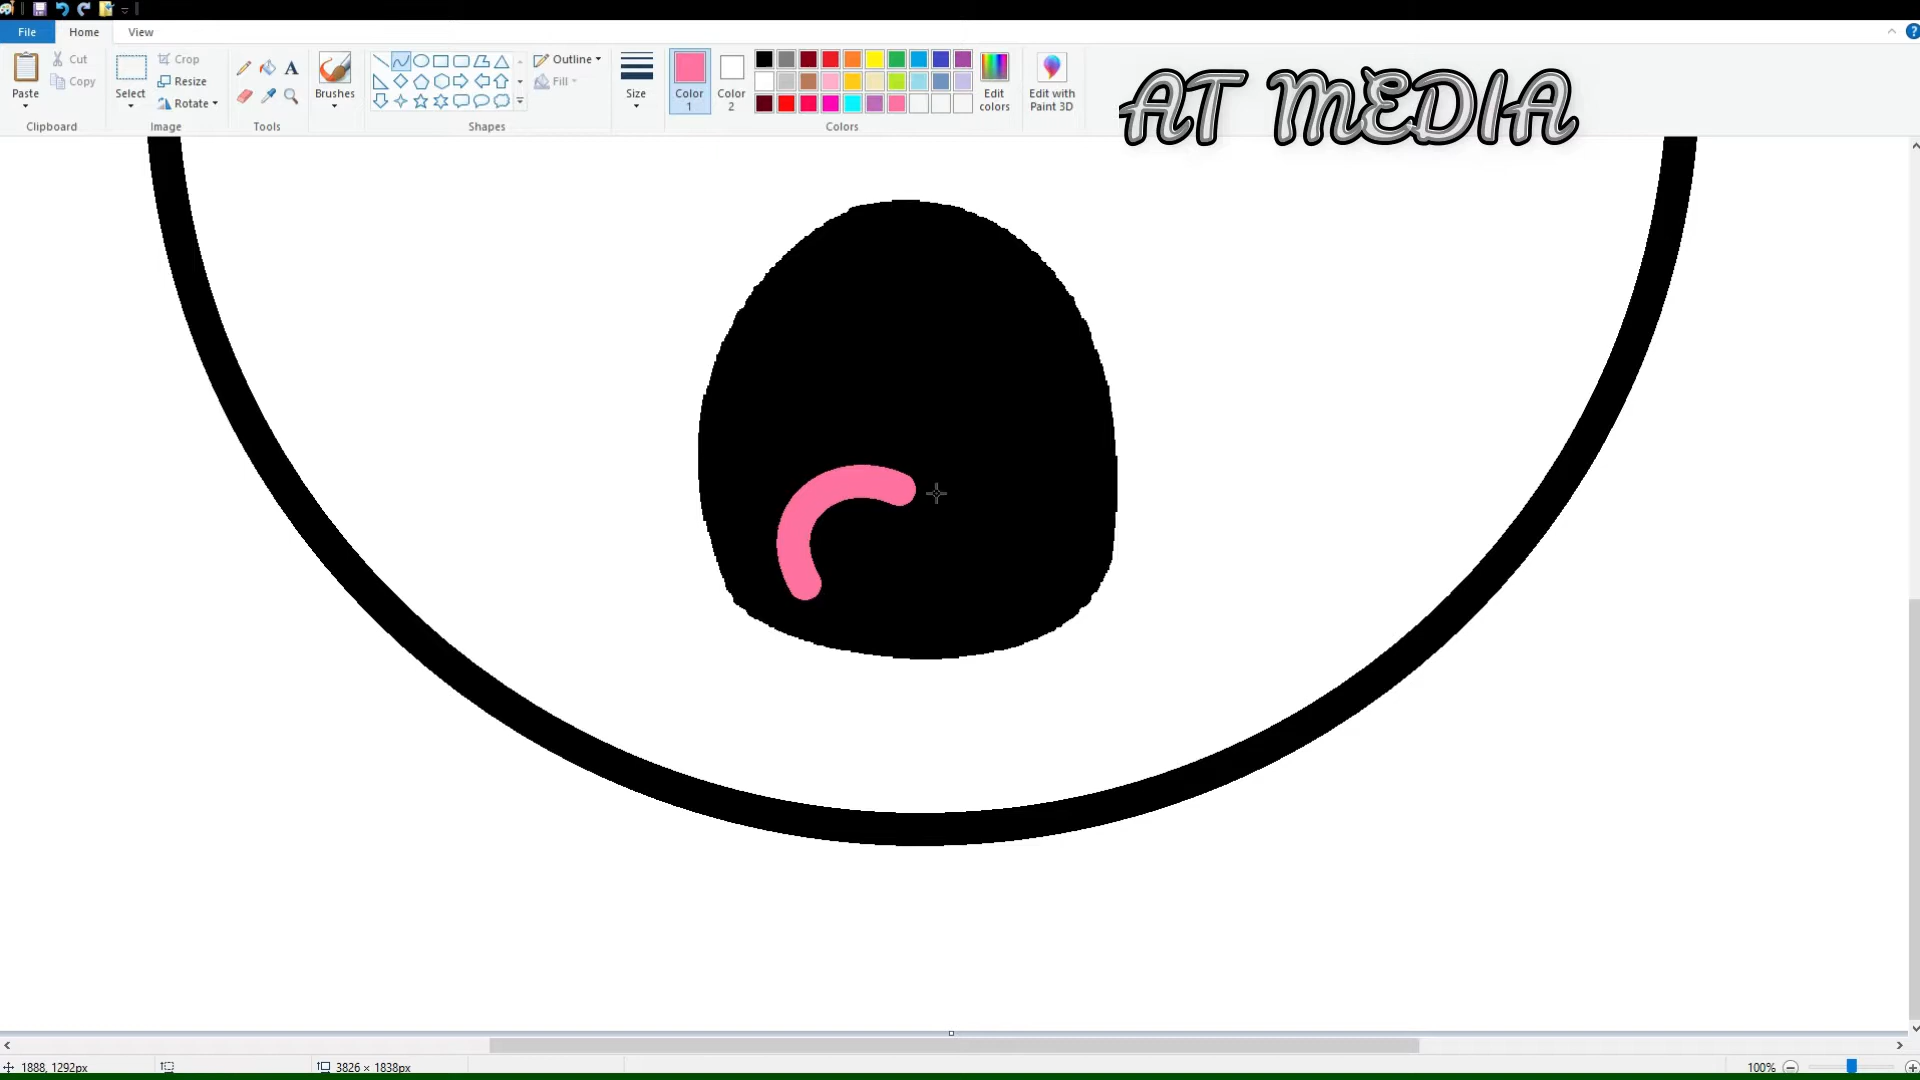 File Home View
Paste Cut Copy Clipboard
Select Crop Resize Rotate Image
Tools
Brushes
Outline Fill Shapes
Size
Color 1
Color 2
Colors
Edit colors
Edit with Paint 3D
AT MEDIA
1888, 1292px 3826 × 1838px 100%